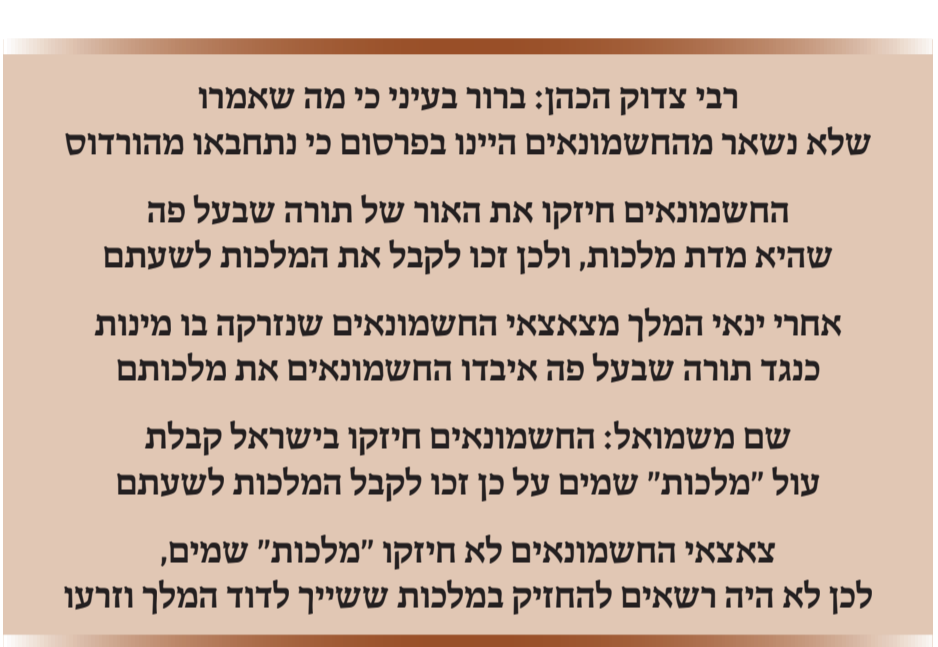 רבי צדוק הכהן: ברור בעיני כי מה שאמרו
שלא נשאר מהחשמונאים היינו בפרסום כי נתחבאו מהורדוס
החשמונאים חיזקו את האור של תורה שבעל פה
שהיא מדת מלכות, ולכן זכו לקבל את המלכות לשעתם
אחרי ינאי המלך מצאצאי החשמונאים שנזרקה בו מינות
כנגד תורה שבעל פה איבדו החשמונאים את מלכותם
שם משמואל: החשמונאים חיזקו בישראל קבלת
עול "מלכות" שמים על כן זכו לקבל המלכות לשעתם
צאצאי החשמונאים לא חיזקו "מלכות" שמים,
לכן לא היה רשאים להחזיק במלכות ששייך לדוד המלך וזרעו